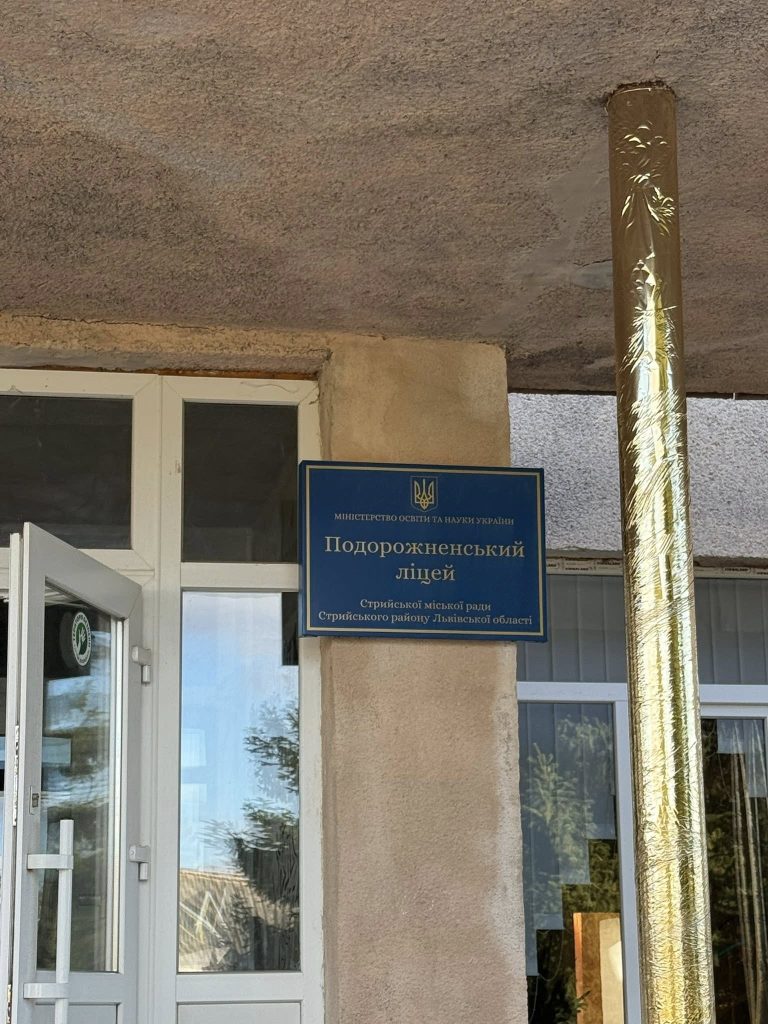 МІНІСТЕРСТВО ОСВІТИ ТА НАУКИ УКРАЇНИ
Подорожненський
ліцей
Стрийської міської ради
Стрийського району Львівської області